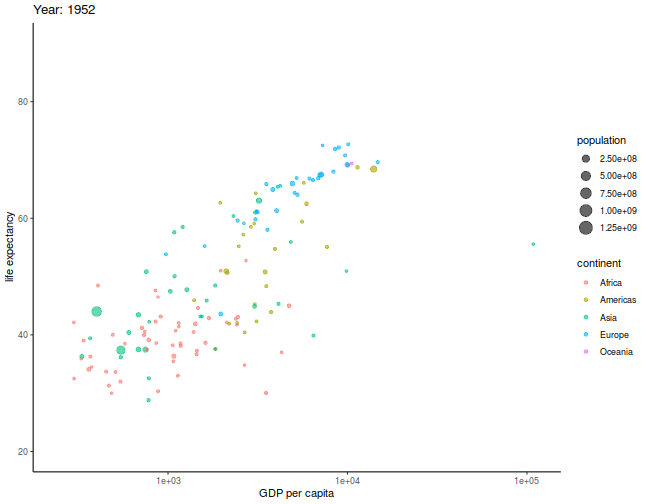 Year: 1952
life expectancy
80
60
40
20
1e+03
1e+04
1e+05
GDP per capita
population
2.50e+08
5.00e+08
7.50e+08
1.00e+09
1.25e+09
continent
Africa
Americas
Asia
Europe
Oceania